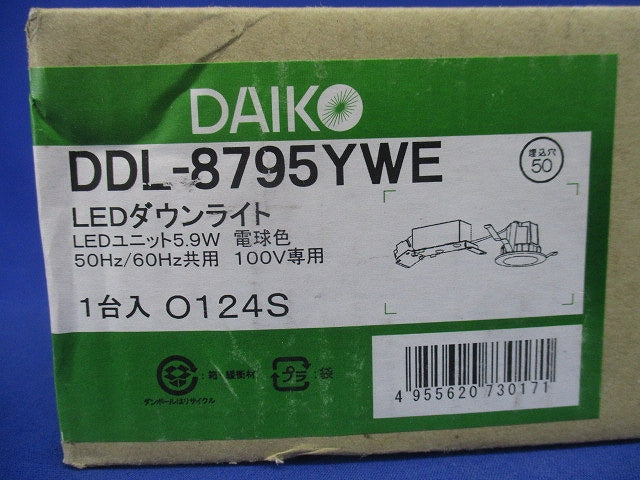 DAIKO
DDL-8795YWE
埋込穴
50
LEDダウンライト
LEDユニット5.9W 電球色
50Hz/60Hz共用 100V専用
1台入 O124S
:箱・緩衝材
プラ :袋
ダンボールはリサイクル
4 955620 730171